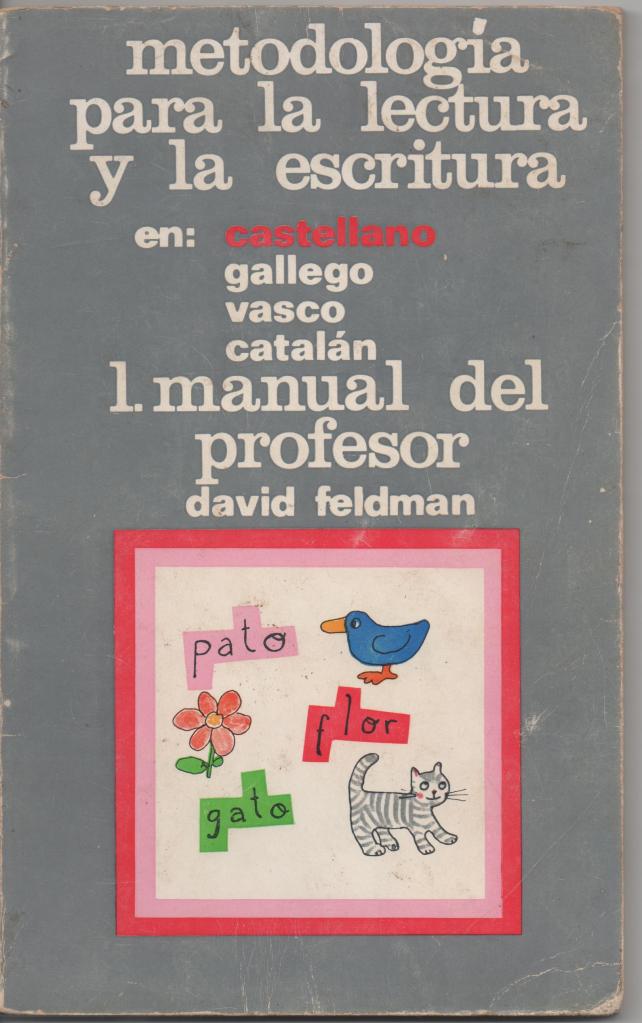 metodología
para la lectura
y la escritura
en: castellano
gallego
vasco
catalán
1. manual del
profesor
david feldman
pato
flor
gato